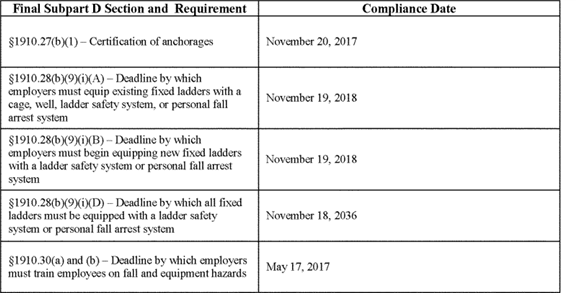 Final Subpart D Section and Requirement
Compliance Date
§1910.27(b)(1) – Certification of anchorages
November 20, 2017
§1910.28(b)(9)(i)(A) – Deadline by which
employers must equip existing fixed ladders with a
cage, well, ladder safety system, or personal fall
arrest system
November 19, 2018
§1910.28(b)(9)(i)(B) – Deadline by which
employers must begin equipping new fixed ladders
with a ladder safety system or personal fall arrest
system
November 19, 2018
§1910.28(b)(9)(i)(D) – Deadline by which all fixed
ladders must be equipped with a ladder safety
system or personal fall arrest system
November 18, 2036
§1910.30(a) and (b) – Deadline by which employers
must train employees on fall and equipment hazards
May 17, 2017